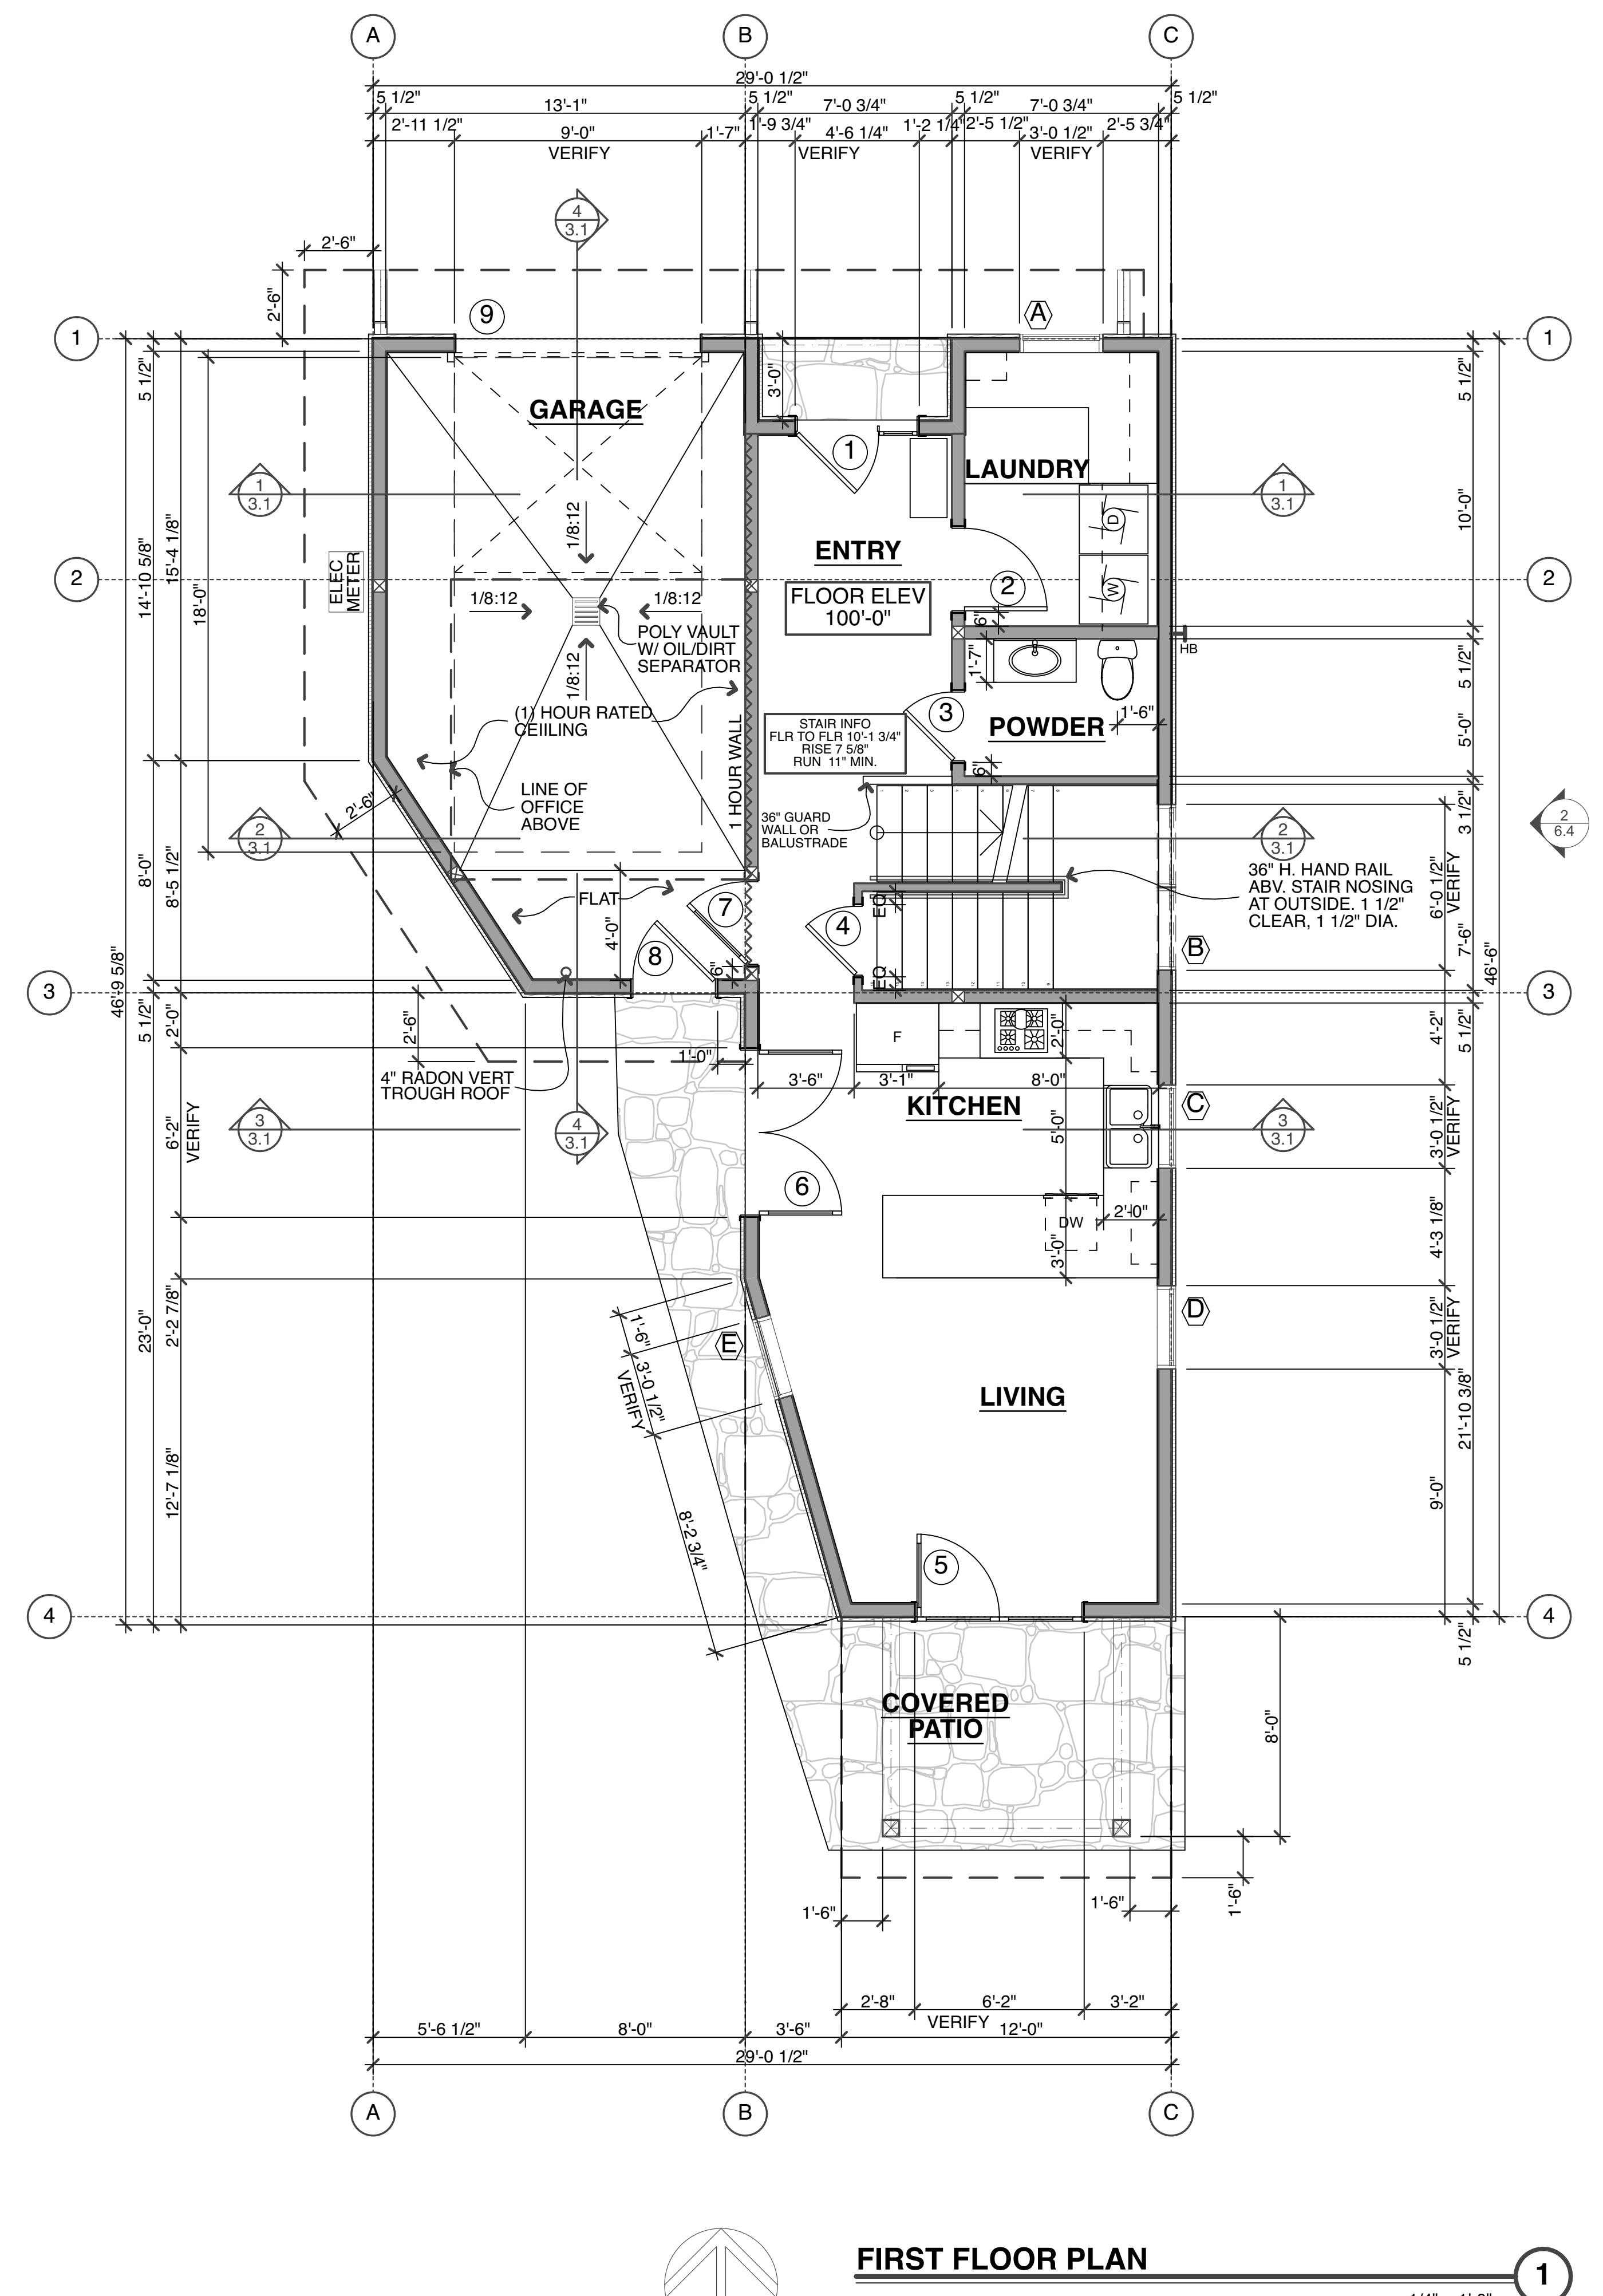 A
B
C
29'-0 1/2"
5 1/2"
13'-1"
5 1/2"
7'-0 3/4"
5 1/2"
7'-0 3/4"
5 1/2"
2'-11 1/2"
9'-0"
1'-7"
1'-9 3/4"
4'-6 1/4"
1'-2 1/4"
2'-5 1/2"
3'-0 1/2"
2'-5 3/4"
VERIFY
VERIFY
VERIFY
4
3.1
2'-6"
2'-6"
9
A
1
1
5 1/2"
3'-0"
5 1/2"
GARAGE
1
LAUNDRY
1
3.1
1
3.1
D
14'-10 5/8"
15'-4 1/8"
18'-0"
1/8:12
ENTRY
10'-0"
2
ELEC
METER
2
2
W
1/8:12
1/8:12
FLOOR ELEV
100'-0"
6"
POLY VAULT
W/ OIL/DIRT
SEPARATOR
HB
1/8:12
1'-7"
5 1/2"
(1) HOUR RATED
CEIILING
3
1'-6"
STAIR INFO
FLR TO FLR 10'-1 3/4"
RISE 7 5/8"
RUN 11" MIN.
POWDER
5'-0"
6"
1 HOUR WALL
LINE OF
OFFICE
ABOVE
2'-6"
36" GUARD
WALL OR
BALUSTRADE
3 1/2"
2
3.1
2
3.1
2
6.4
8'-0"
8'-5 1/2"
36" H. HAND RAIL
ABV. STAIR NOSING
AT OUTSIDE. 1 1/2"
CLEAR, 1 1/2" DIA.
6'-0 1/2"
VERIFY
FLAT
7
4
EQ
EQ
4'-0"
8
6"
B
7'-6"
46'-6"
46'-9 5/8"
3
3
5 1/2"
2'-0"
2'-6"
1'-0"
F
2'-0"
4'-2"
5 1/2"
4" RADON VERT
TROUGH ROOF
3'-6"
3'-1"
8'-0"
KITCHEN
C
5'-0"
3
3.1
4
3.1
3
3.1
6'-2"
VERIFY
3'-0 1/2"
VERIFY
6
DW
2'-0"
3'-0"
4'-3 1/8"
23'-0"
2'-2 7/8"
D
1'-6"
E
3'-0 1/2"
VERIFY
3'-0 1/2"
VERIFY
LIVING
21'-10 3/8"
12'-7 1/8"
9'-0"
8'-2 3/4"
5
4
4
5 1/2"
COVERED
PATIO
8'-0"
1'-6"
1'-6"
1'-6"
2'-8"
6'-2"
3'-2"
VERIFY
5'-6 1/2"
8'-0"
3'-6"
12'-0"
29'-0 1/2"
A
B
C
FIRST FLOOR PLAN
1